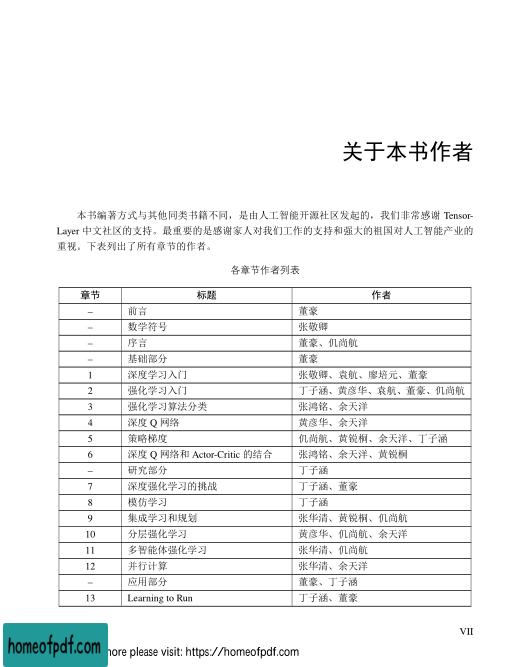 关于本书作者
本书编著方式与其他同类书籍不同，是由人工智能开源社区发起的，我们非常感谢 Tensor-
Layer 中文社区的支持。最重要的是感谢家人对我们工作的支持和强大的祖国对人工智能产业的
重视。下表列出了所有章节的作者。
各章节作者列表
章节 标题 作者
– 前言 董豪
– 数学符号 张敬卿
– 序言 董豪、仉尚航
– 基础部分 董豪
1 深度学习入门 张敬卿、袁航、廖培元、董豪
2 强化学习入门 丁子涵、黄彦华、袁航、董豪、仉尚航
3 强化学习算法分类 张鸿铭、余天洋
4 深度 Q 网络 黄彦华、余天洋
5 策略梯度 仉尚航、黄锐桐、余天洋、丁子涵
6 深度 Q 网络和 Actor-Critic 的结合 张鸿铭、余天洋、黄锐桐
– 研究部分 丁子涵
7 深度强化学习的挑战 丁子涵、董豪
8 模仿学习 丁子涵
9 集成学习和规划 张华清、黄锐桐、仉尚航
10 分层强化学习 黄彦华、仉尚航、余天洋
11 多智能体强化学习 张华清、仉尚航
12 并行计算 张华清、余天洋
– 应用部分 董豪、丁子涵
13 Learning to Run 丁子涵、董豪
VII
homeofpdf.com
more please visit: https://homeofpdf.com